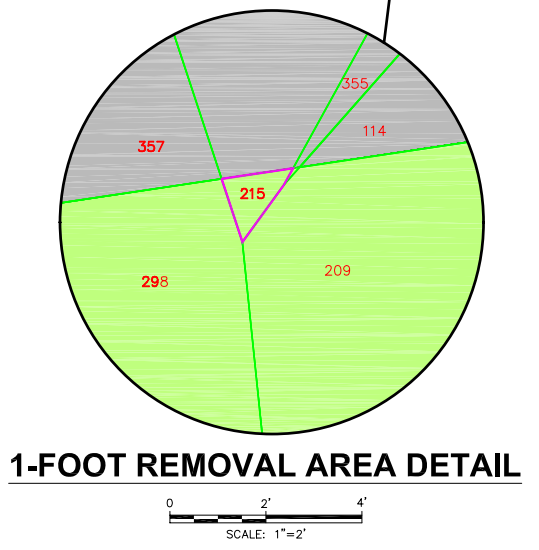 355
114
357
215
298
209
1-FOOT REMOVAL AREA DETAIL
0 2' 4'
SCALE: 1"=2'